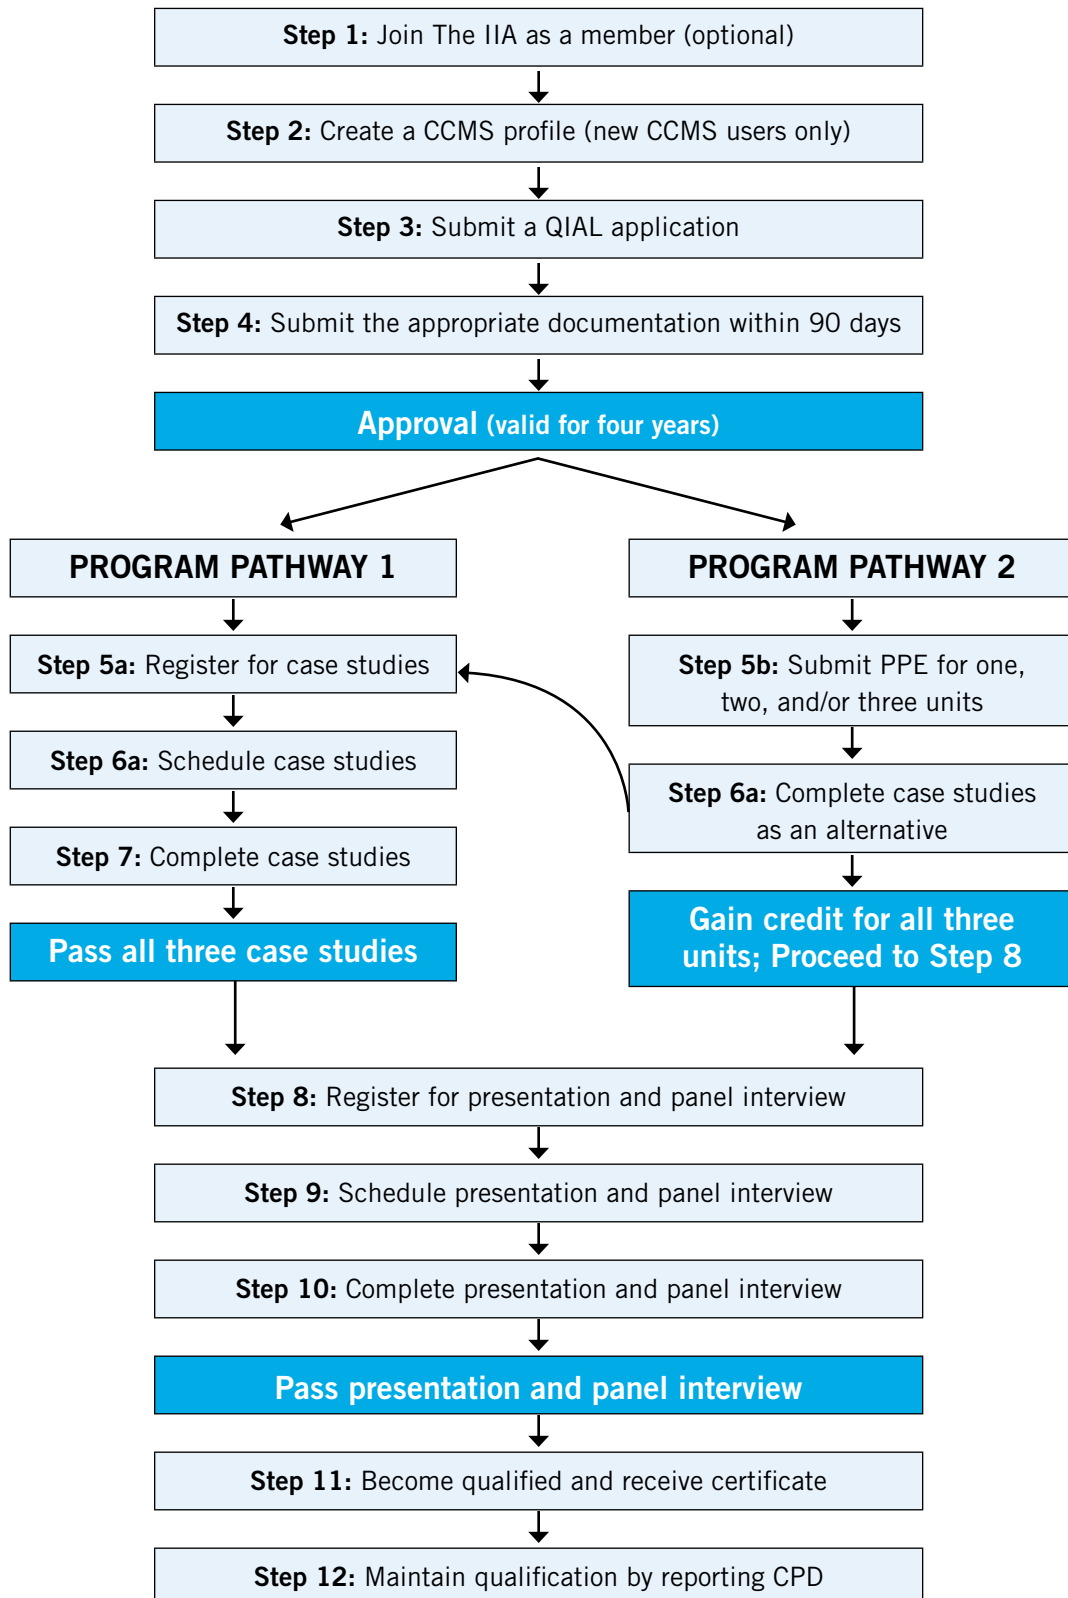 Step 1: Join The IIA as a member (optional)
Step 2: Create a CCMS profile (new CCMS users only)
Step 3: Submit a QIAL application
Step 4: Submit the appropriate documentation within 90 days
Approval (valid for four years)
PROGRAM PATHWAY 1
Step 5a: Register for case studies
Step 6a: Schedule case studies
Step 7: Complete case studies
Pass all three case studies
PROGRAM PATHWAY 2
Step 5b: Submit PPE for one,
two, and/or three units
Step 6a: Complete case studies
as an alternative
Gain credit for all three
units; Proceed to Step 8
Step 8: Register for presentation and panel interview
Step 9: Schedule presentation and panel interview
Step 10: Complete presentation and panel interview
Pass presentation and panel interview
Step 11: Become qualified and receive certificate
Step 12: Maintain qualification by reporting CPD